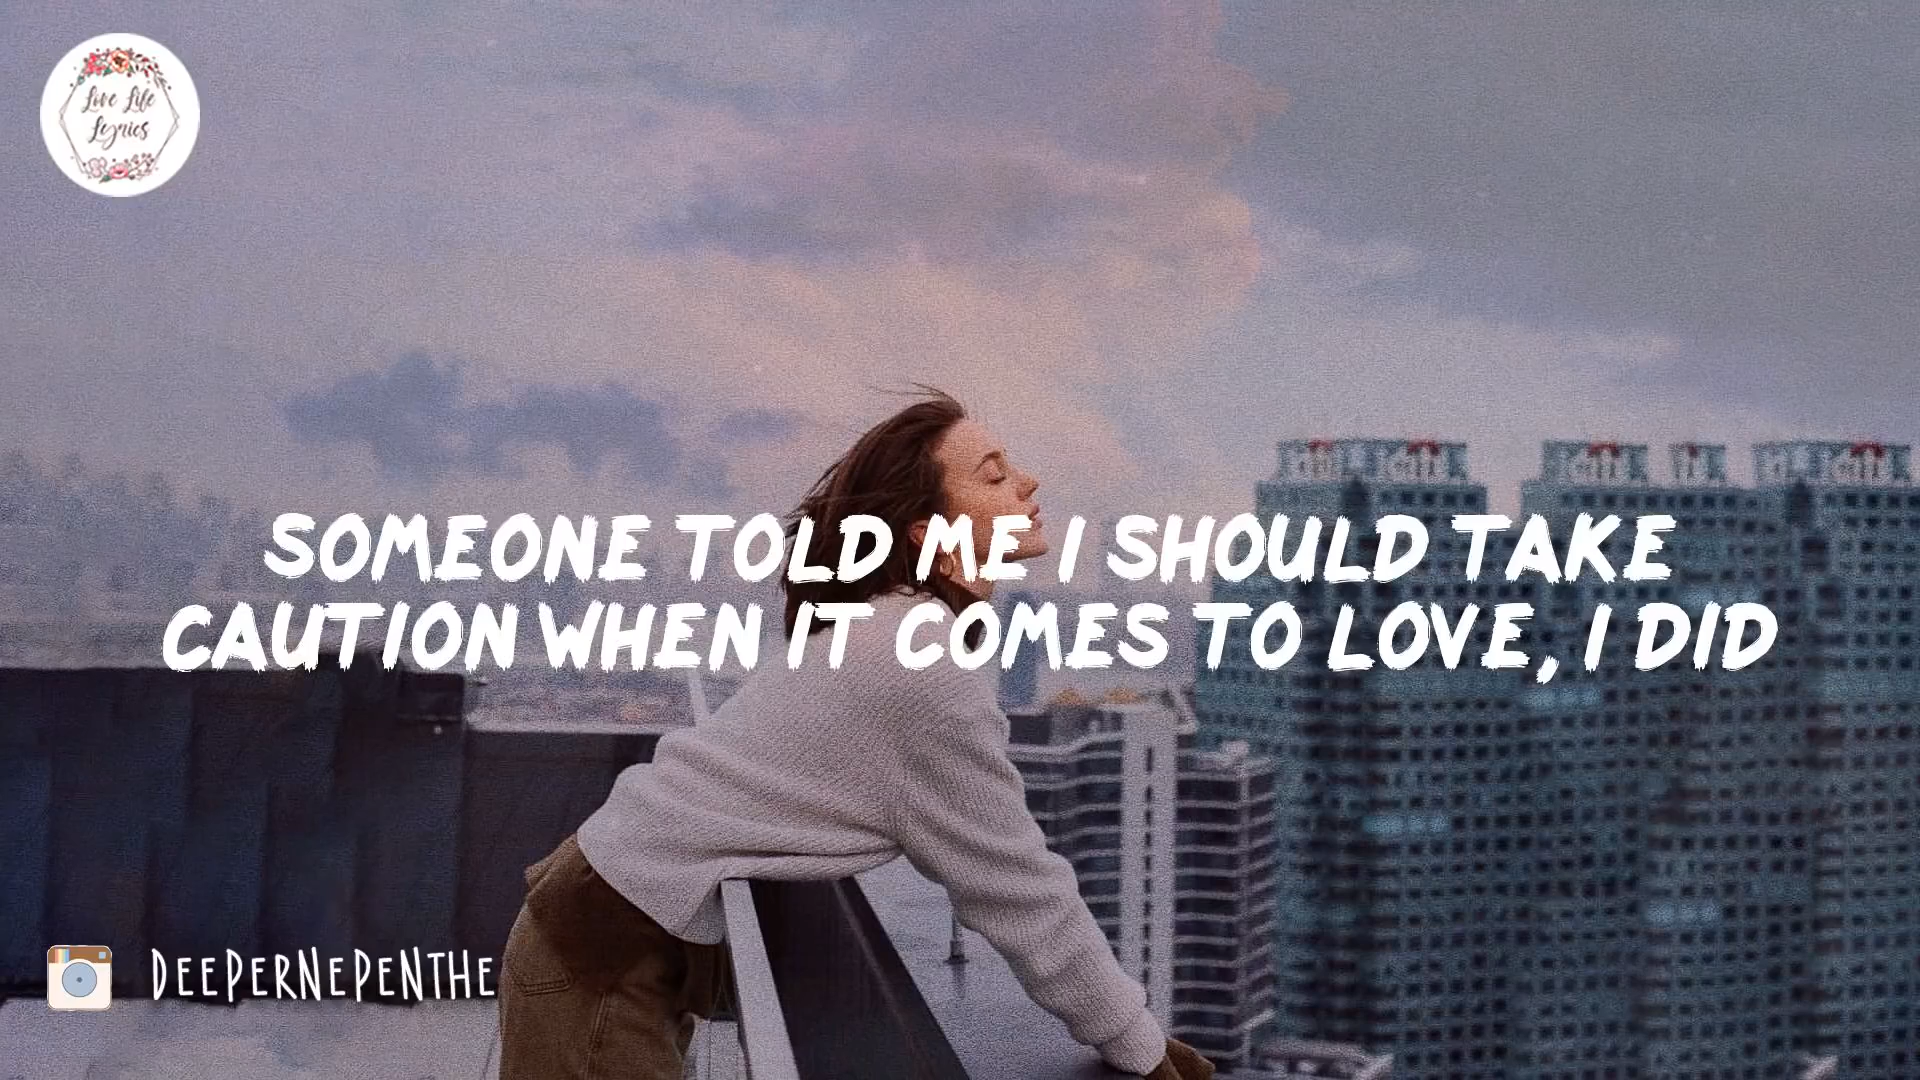 Love Life
Lyrics
SOMEONE TOLD ME I SHOULD TAKE
CAUTION WHEN IT COMES TO LOVE, I DID
DEEPERNEPENTHE